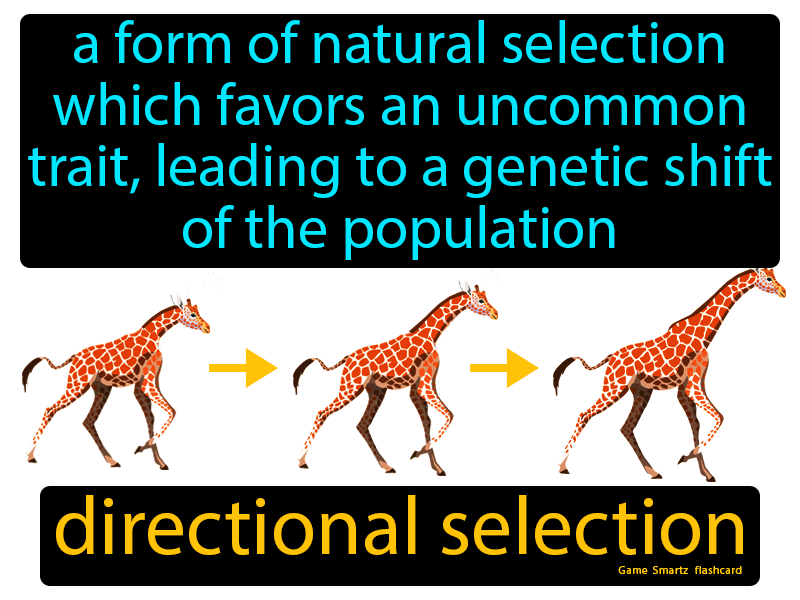 a form of natural selection
which favors an uncommon
trait, leading to a genetic shift
of the population
directional selection
Game Smartz flashcard